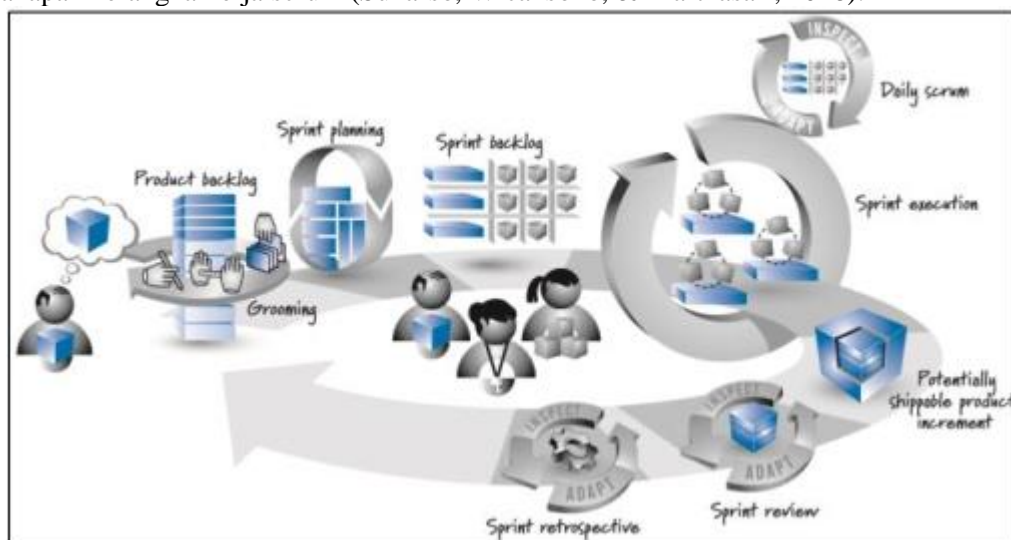 Daily scrum
INSPECT
ADAPT
Sprint planning
Sprint backlog
Product backlog
Sprint execution
Grooming
Potentially
shippable product
increment
INSPECT
ADAPT
INSPECT
ADAPT
Sprint review
Sprint retrospective